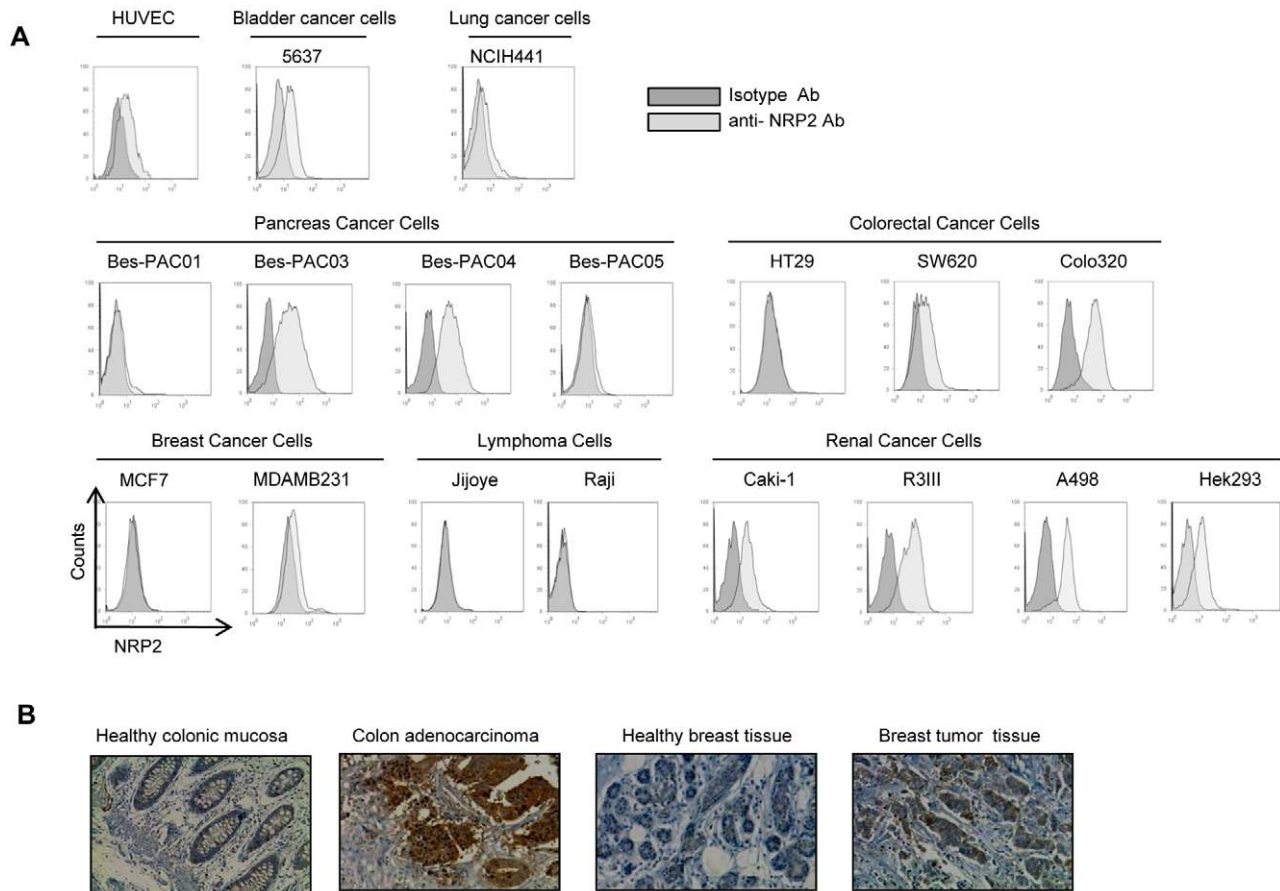 A
HUVEC
Bladder cancer cells
Lung cancer cells
5637
NCIH441
Isotype Ab
anti- NRP2 Ab
Pancreas Cancer Cells
Colorectal Cancer Cells
Bes-PAC01
Bes-PAC03
Bes-PAC04
Bes-PAC05
HT29
SW620
Colo320
Breast Cancer Cells
Lymphoma Cells
Renal Cancer Cells
MCF7
MDAMB231
Jijoye
Raji
Caki-1
R3III
A498
Hek293
Counts
NRP2
B
Healthy colonic mucosa
Colon adenocarcinoma
Healthy breast tissue
Breast tumor tissue